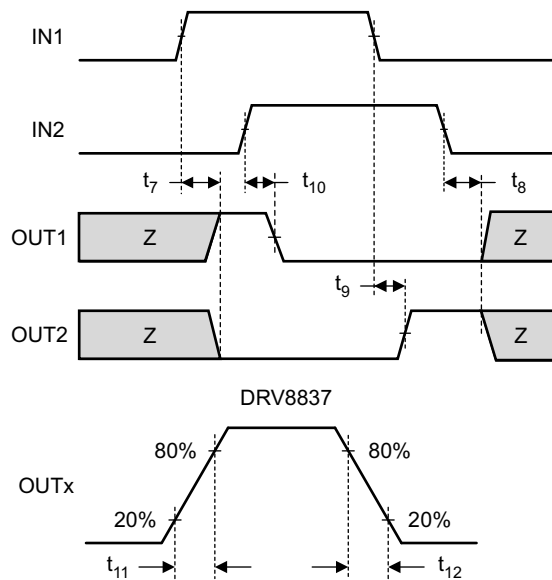 IN1
IN2
t7 t10 t8
OUT1 Z Z
t9
OUT2 Z Z
DRV8837
80% 80%
OUTx
20% 20%
t11 t12